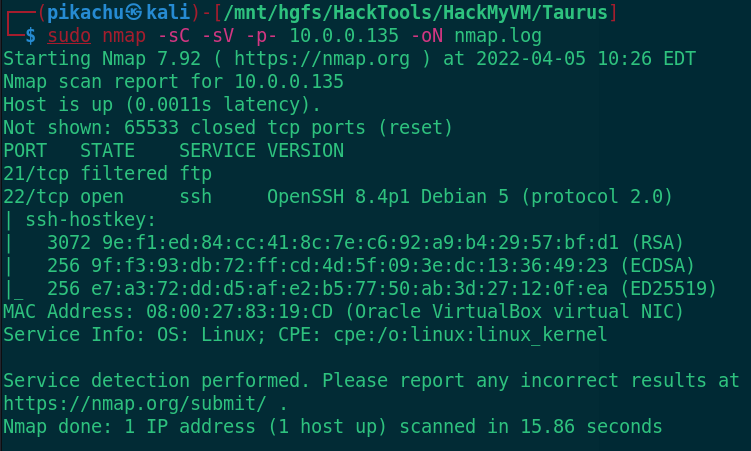 ┌──(pikachu㉿kali)-[/mnt/hgfs/HackTools/HackMyVM/Taurus]
└─$ sudo nmap -sC -sV -p- 10.0.0.135 -oN nmap.log
Starting Nmap 7.92 ( https://nmap.org ) at 2022-04-05 10:26 EDT
Nmap scan report for 10.0.0.135
Host is up (0.0011s latency).
Not shown: 65533 closed tcp ports (reset)
PORT   STATE    SERVICE VERSION
21/tcp filtered ftp
22/tcp open     ssh     OpenSSH 8.4p1 Debian 5 (protocol 2.0)
| ssh-hostkey:
|   3072 9e:f1:ed:84:cc:41:8c:7e:c6:92:a9:b4:29:57:bf:d1 (RSA)
|   256 9f:f3:93:db:72:ff:cd:4d:5f:09:3e:dc:13:36:49:23 (ECDSA)
|_  256 e7:a3:72:dd:d5:af:e2:b5:77:50:ab:3d:27:12:0f:ea (ED25519)
MAC Address: 08:00:27:83:19:CD (Oracle VirtualBox virtual NIC)
Service Info: OS: Linux; CPE: cpe:/o:linux:linux_kernel

Service detection performed. Please report any incorrect results at
https://nmap.org/submit/ .
Nmap done: 1 IP address (1 host up) scanned in 15.86 seconds